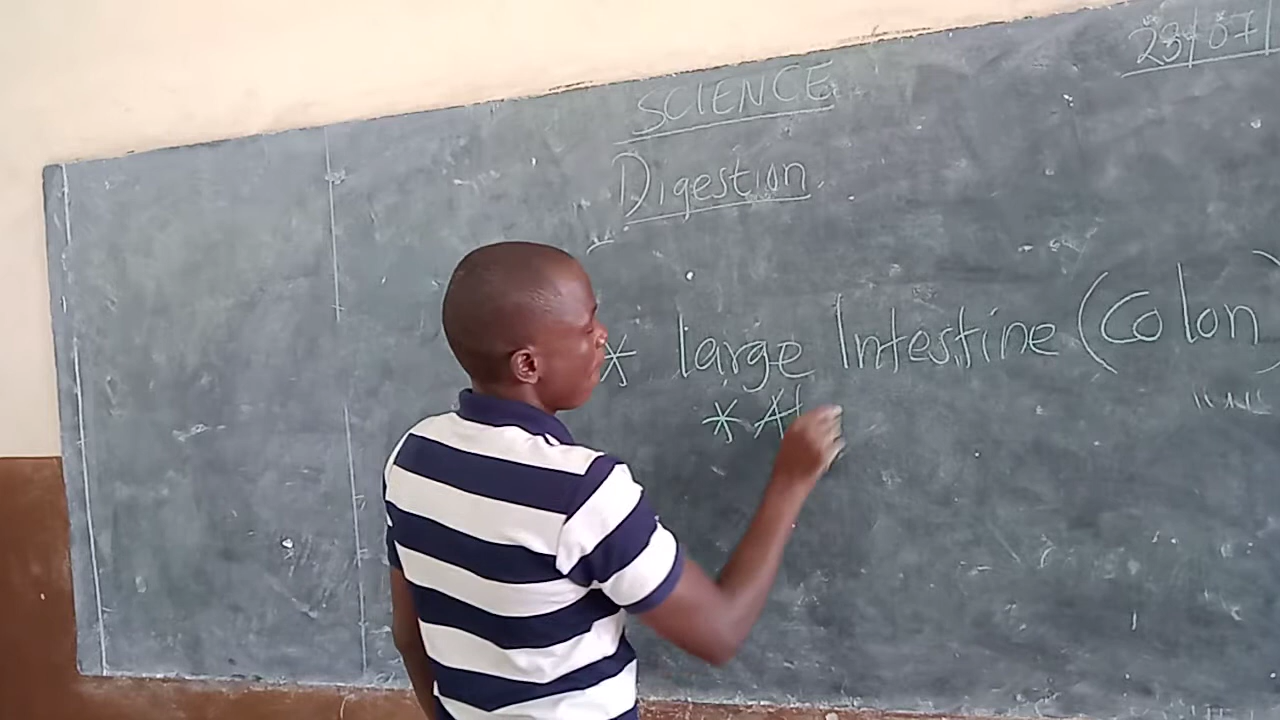 23/07/
SCIENCE
Digestion.
* large Intestine (Colon)
* At